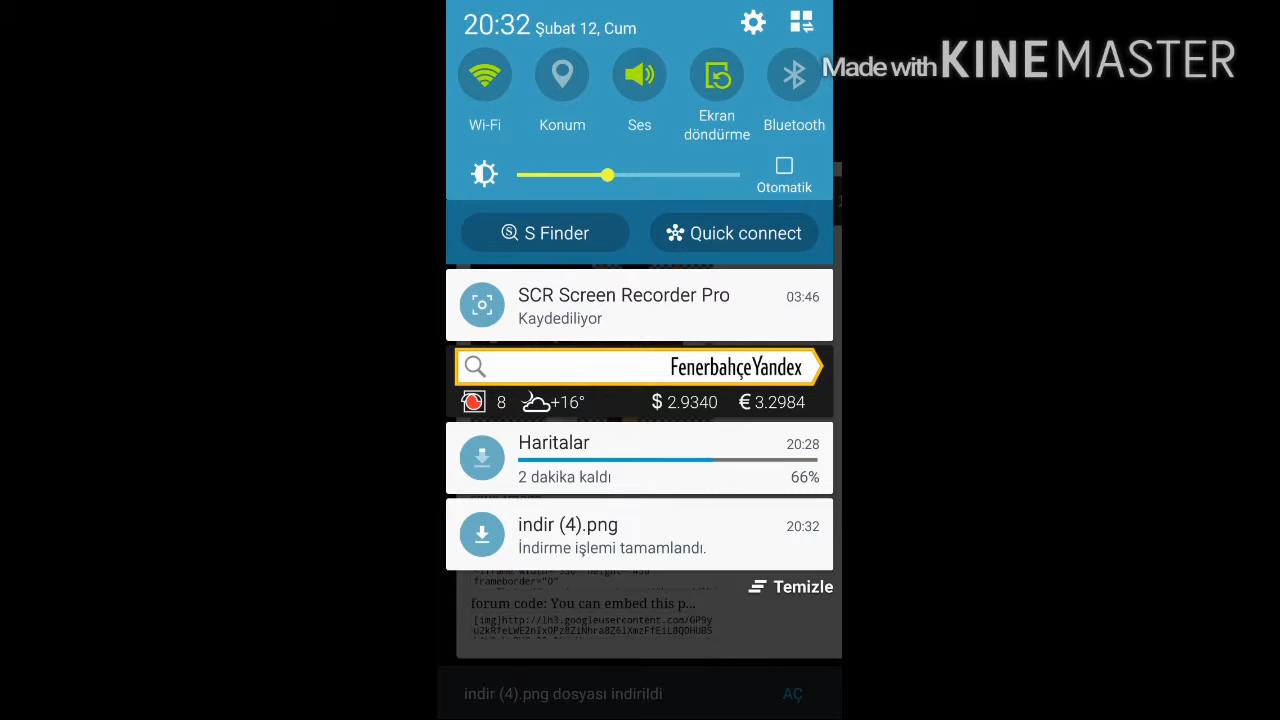 20:32 Şubat 12, Cum
Made with KINEMASTER
Wi-Fi
Konum
Ses
Ekran
döndürme
Bluetooth
Otomatik
S Finder
Quick connect
SCR Screen Recorder Pro 03:46
Kaydediliyor
FenerbahçeYandex
8 +16° $ 2.9340 € 3.2984
Haritalar 20:28
2 dakika kaldı 66%
indir (4).png 20:32
İndirme işlemi tamamlandı.
Temizle
frameborder="0"
forum code: You can embed this p...
indir (4).png dosyası indirildi AÇ